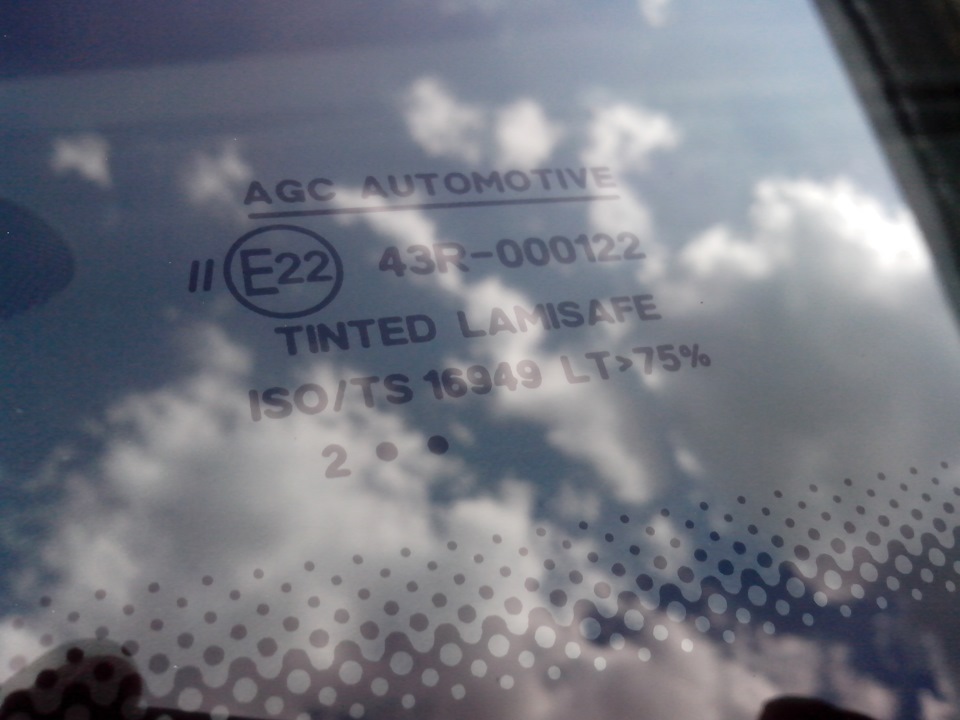 AGC AUTOMOTIVE
II E22 43R-000122
TINTED LAMISAFE
ISO/TS 16949 LT>75%
2 • •